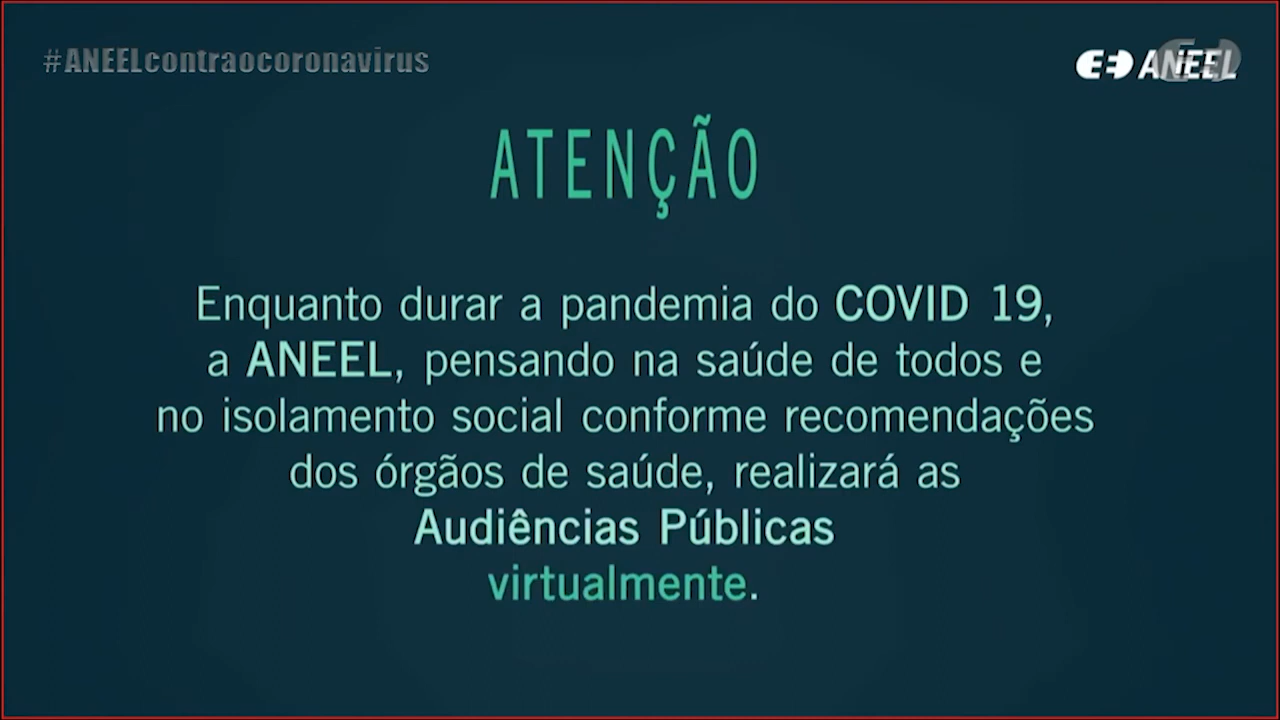 #ANEELcontraocoronavirus
ANEEL
ATENÇÃO
Enquanto durar a pandemia do COVID 19,
a ANEEL, pensando na saúde de todos e
no isolamento social conforme recomendações
dos órgãos de saúde, realizará as
Audiências Públicas
virtualmente.